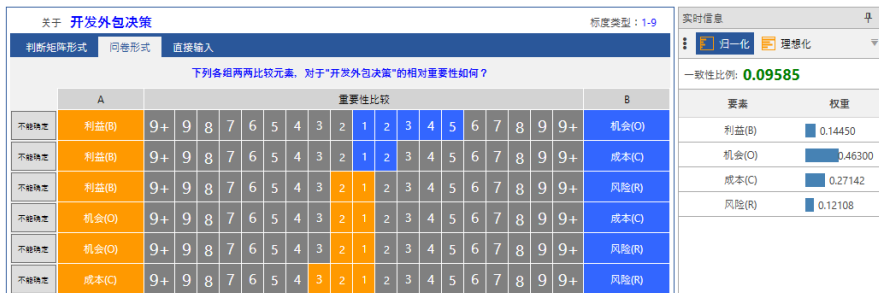 关于 开发外包决策 标度类型：1-9
判断矩阵形式 问卷形式 直接输入
下列各组两两比较元素，对于"开发外包决策"的相对重要性如何？
A 重要性比较 B
不能确定 利益(B) 9+ 9 8 7 6 5 4 3 2 1 2 3 4 5 6 7 8 9 9+ 机会(O)
不能确定 利益(B) 9+ 9 8 7 6 5 4 3 2 1 2 3 4 5 6 7 8 9 9+ 成本(C)
不能确定 利益(B) 9+ 9 8 7 6 5 4 3 2 1 2 3 4 5 6 7 8 9 9+ 风险(R)
不能确定 机会(O) 9+ 9 8 7 6 5 4 3 2 1 2 3 4 5 6 7 8 9 9+ 成本(C)
不能确定 机会(O) 9+ 9 8 7 6 5 4 3 2 1 2 3 4 5 6 7 8 9 9+ 风险(R)
不能确定 成本(C) 9+ 9 8 7 6 5 4 3 2 1 2 3 4 5 6 7 8 9 9+ 风险(R)
实时信息
归一化 理想化
一致性比例: 0.09585
要素 权重
利益(B) 0.14450
机会(O) 0.46300
成本(C) 0.27142
风险(R) 0.12108